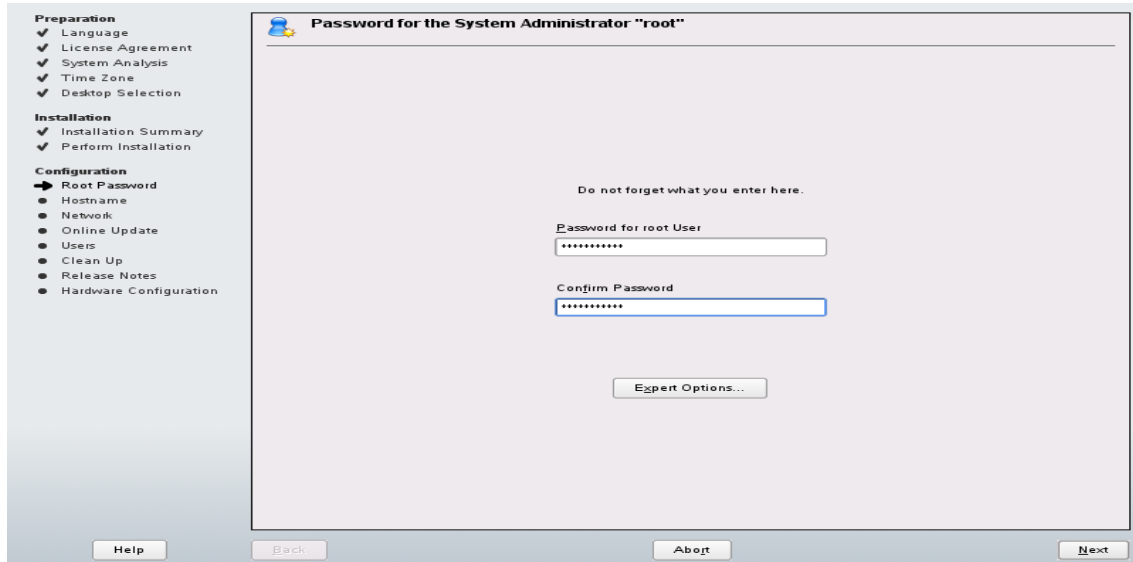 Preparation
Language
License Agreement
System Analysis
Time Zone
Desktop Selection
Installation
Installation Summary
Perform Installation
Configuration
Root Password
Hostname
Network
Online Update
Users
Clean Up
Release Notes
Hardware Configuration
Password for the System Administrator "root"
Do not forget what you enter here.
Password for root User
***********
Confirm Password
***********
Expert Options...
Help
Back
Abort
Next